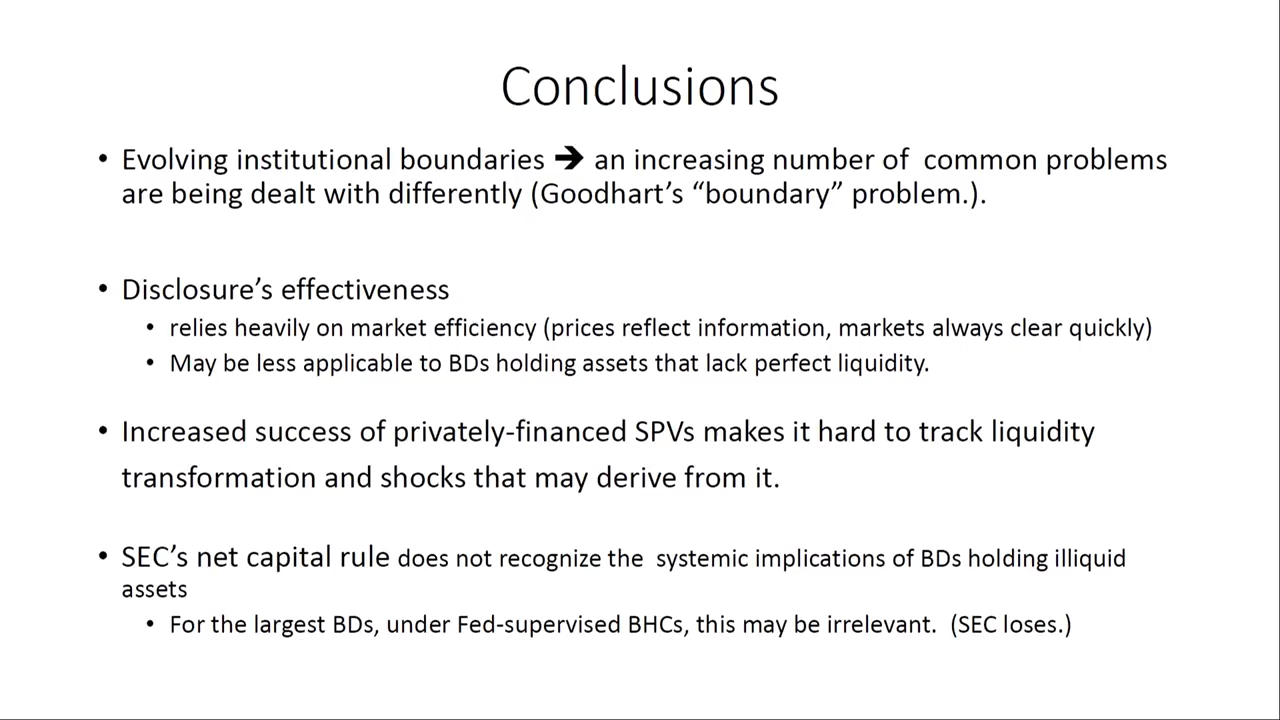 Conclusions
• Evolving institutional boundaries ➔ an increasing number of  common problems
are being dealt with differently (Goodhart’s “boundary” problem.).
• Disclosure’s effectiveness
• relies heavily on market efficiency (prices reflect information, markets always clear quickly)
• May be less applicable to BDs holding assets that lack perfect liquidity.
• Increased success of privately-financed SPVs makes it hard to track liquidity
transformation and shocks that may derive from it.
• SEC’s net capital rule does not recognize the  systemic implications of BDs holding illiquid
assets
• For the largest BDs, under Fed-supervised BHCs, this may be irrelevant.  (SEC loses.)